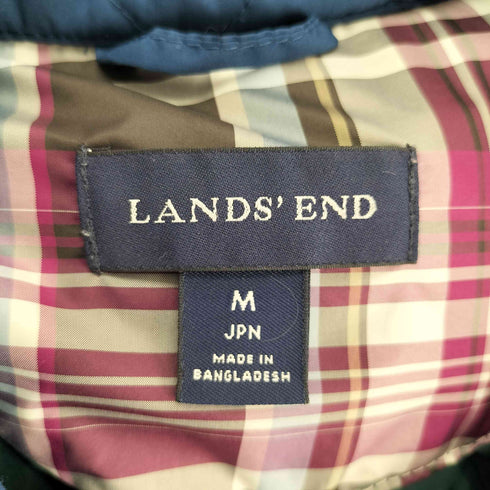 LANDS' END
M
JPN
MADE IN
BANGLADESH